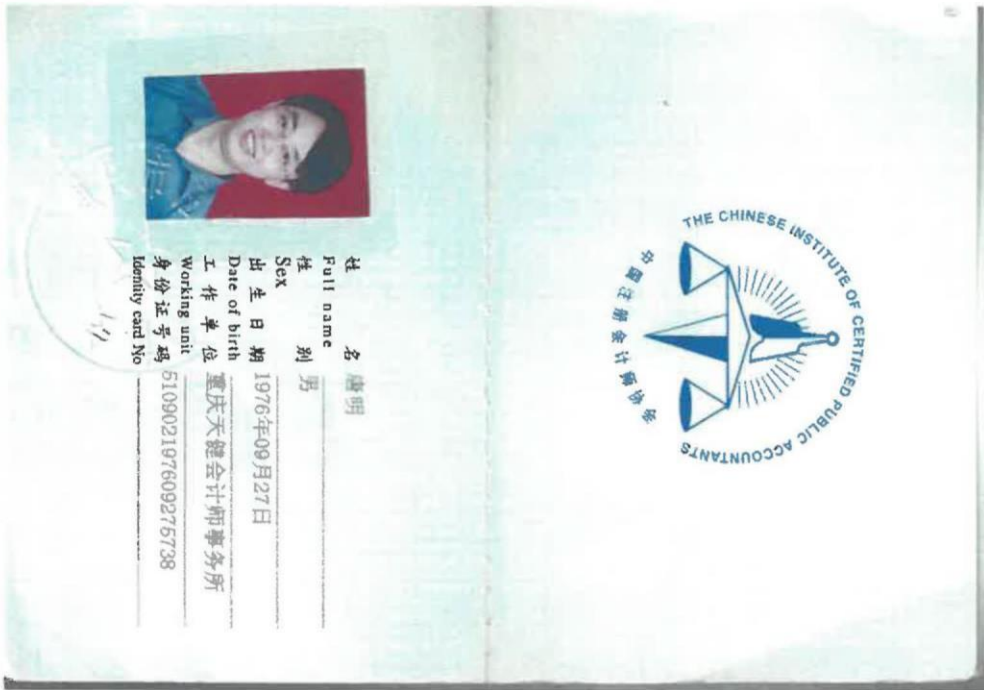 姓名 唐明
Full name
性别 男
Sex
出生日期 1976年09月27日
Date of birth
工作单位 重庆天健会计师事务所
Working unit
身份证号码 510902197609275738
Identity card No
THE CHINESE INSTITUTE OF CERTIFIED PUBLIC ACCOUNTANTS
中国注册会计师协会